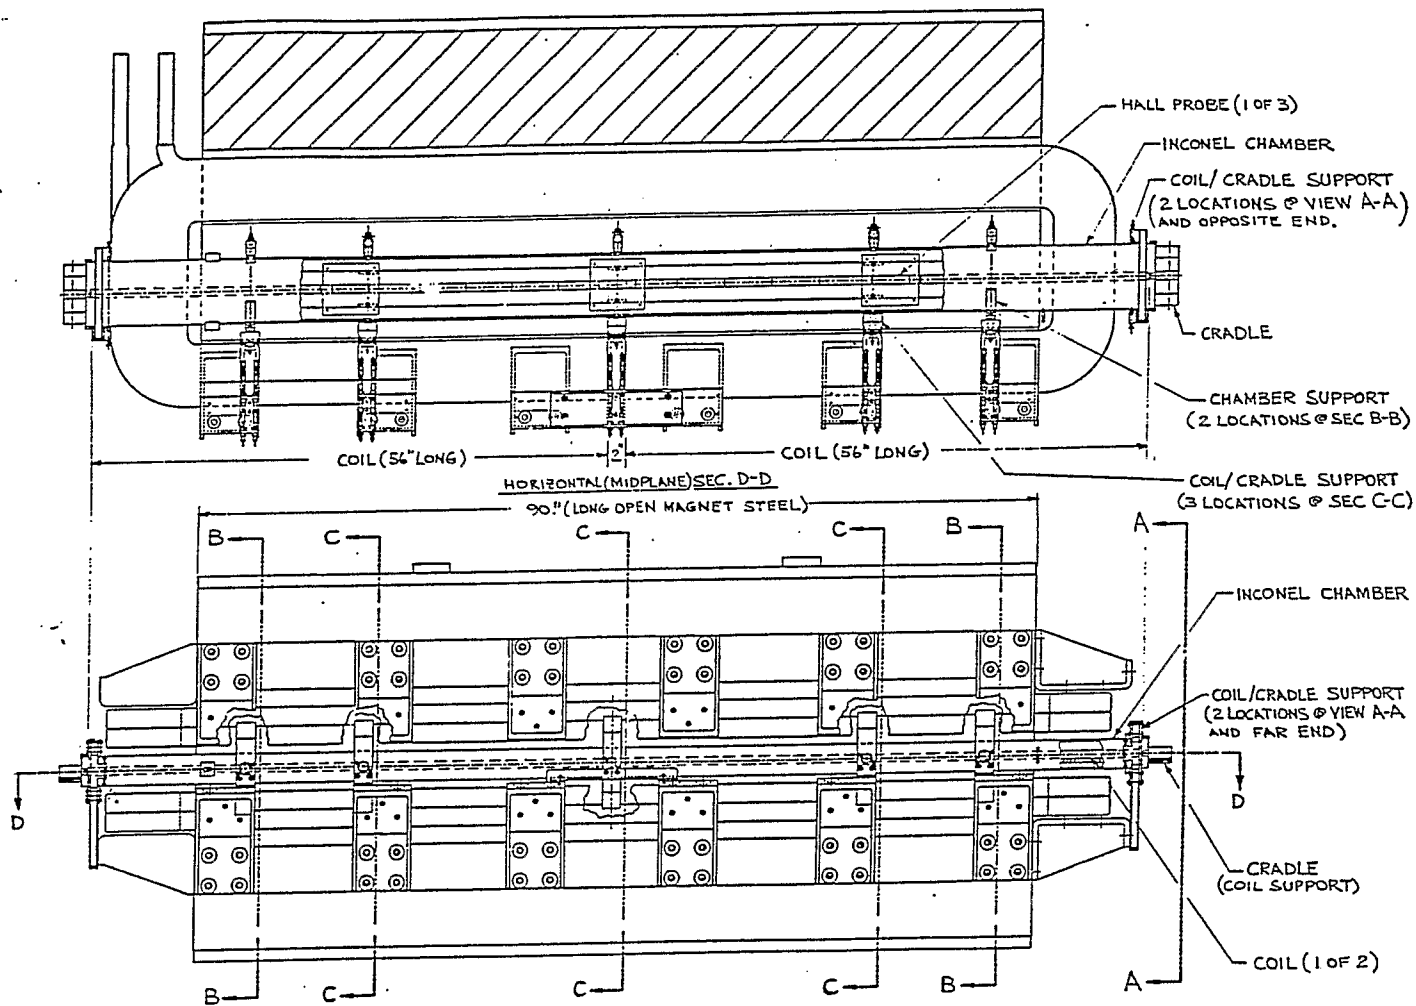 HALL PROBE (1 OF 3)
INCONEL CHAMBER
COIL/CRADLE SUPPORT
(2 LOCATIONS @ VIEW A-A)
AND OPPOSITE END.
CRADLE
CHAMBER SUPPORT
(2 LOCATIONS @ SEC B-B)
COIL (56" LONG)
2"
COIL (56" LONG)
HORIZONTAL (MIDPLANE) SEC. D-D
COIL/CRADLE SUPPORT
(3 LOCATIONS @ SEC C-C)
90." (LONG OPEN MAGNET STEEL)
B
C
C
C
B
A
INCONEL CHAMBER
COIL/CRADLE SUPPORT
(2 LOCATIONS @ VIEW A-A
AND FAR END)
D
D
CRADLE
(COIL SUPPORT)
COIL (1 OF 2)
B
C
C
C
B
A